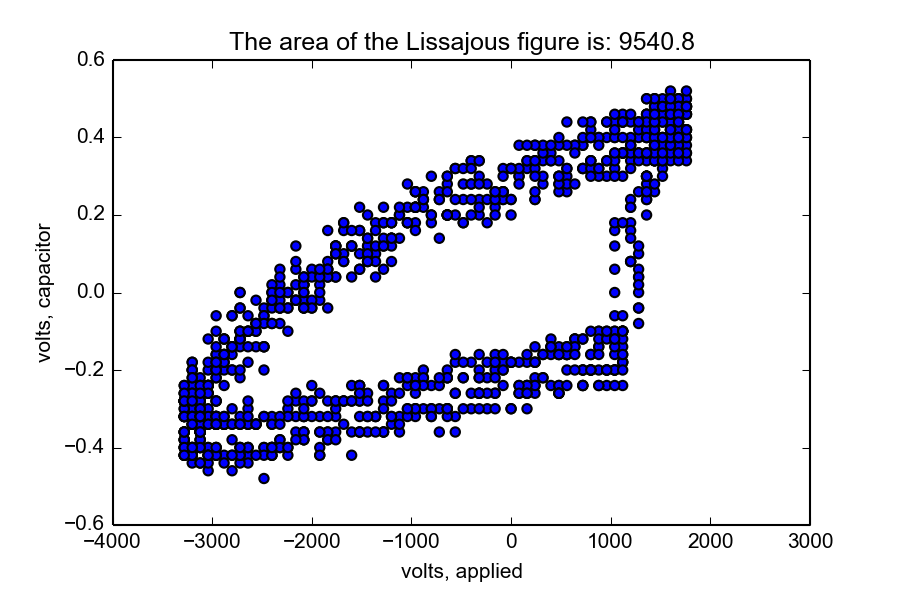 The area of the Lissajous figure is: 9540.8
0.6
0.4
0.2
0.0
−0.2
−0.4
−0.6
volts, capacitor
−4000 −3000 −2000 −1000 0 1000 2000 3000
volts, applied